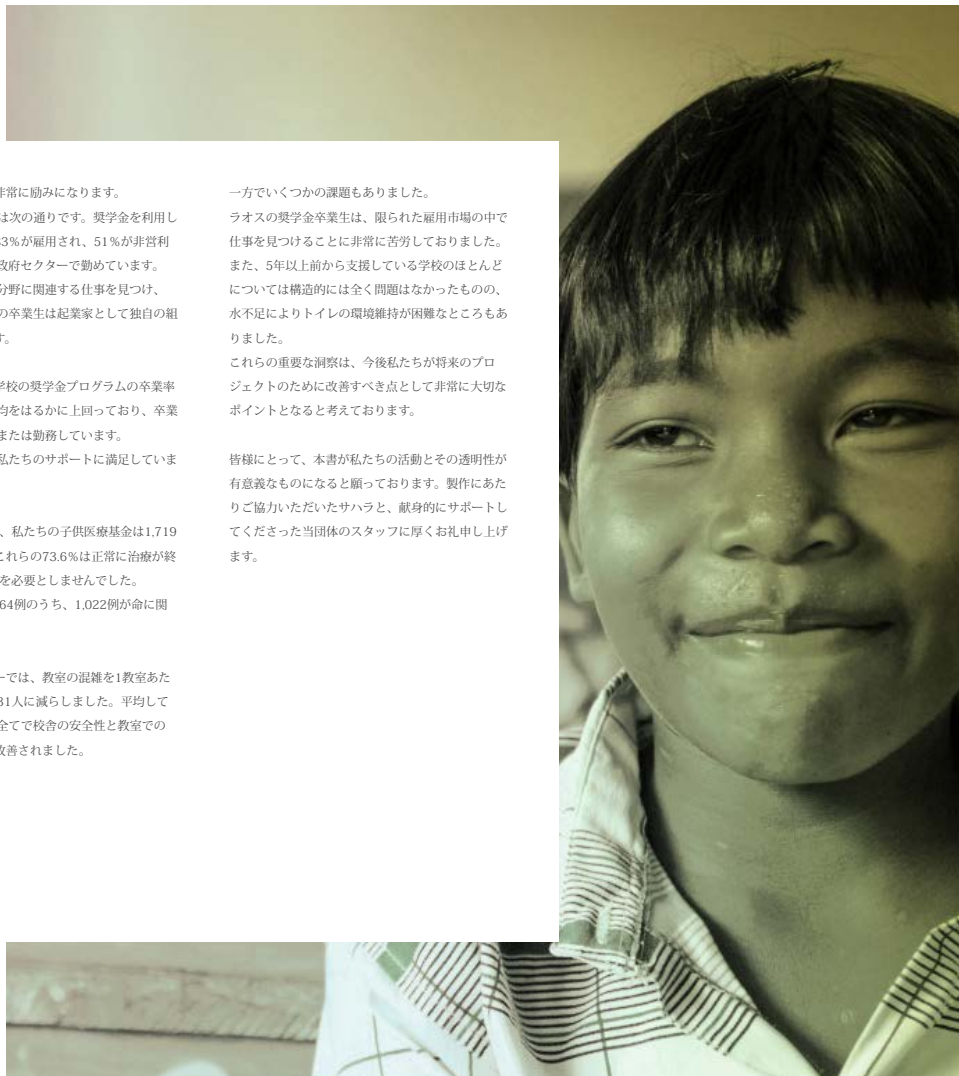 非常に励みになります。
は次の通りです。奨学金を利用し
3%が雇用され、51%が非営利
政府セクターで勤めています。
分野に関連する仕事を見つけ、
の卒業生は起業家として独自の組
す。
学校の奨学金プログラムの卒業率
均をはるかに上回っており、卒業
または勤務しています。
私たちのサポートに満足していま
、私たちの子供医療基金は1,719
これらの73.6%は正常に治療が終
を必要としませんでした。
64例のうち、1,022例が命に関
ーでは、教室の混雑を1教室あた
31人に減らしました。平均して
全てで校舎の安全性と教室での
改善されました。
一方でいくつかの課題もありました。
ラオスの奨学金卒業生は、限られた雇用市場の中で
仕事を見つけることに非常に苦労しておりました。
また、5年以上前から支援している学校のほとんど
については構造的には全く問題はなかったものの、
水不足によりトイレの環境維持が困難なところもあ
りました。
これらの重要な洞察は、今後私たちが将来のプロ
ジェクトのために改善すべき点として非常に大切な
ポイントとなると考えております。
皆様にとって、本書が私たちの活動とその透明性が
有意義なものになると願っております。製作にあた
りご協力いただいたサハラと、献身的にサポートし
てくださった当団体のスタッフに厚くお礼申し上げ
ます。